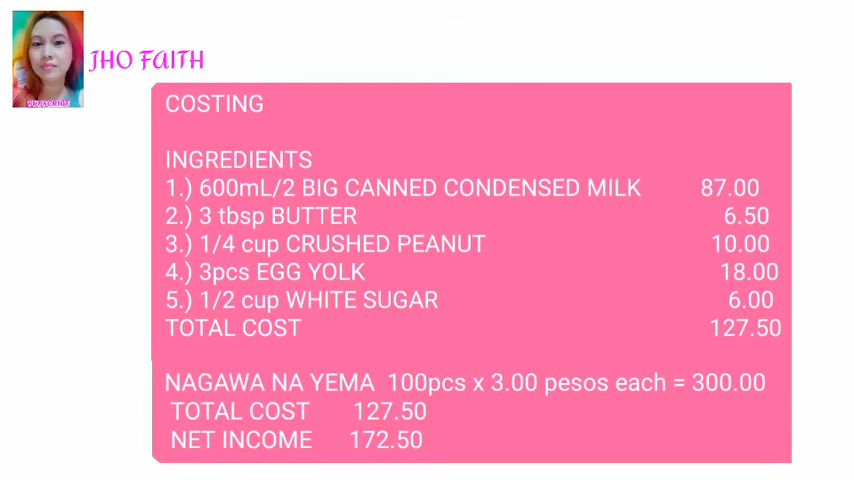 JHO FAITH
SUBSCRIBE
COSTING
INGREDIENTS
1.) 600mL/2 BIG CANNED CONDENSED MILK 87.00
2.) 3 tbsp BUTTER 6.50
3.) 1/4 cup CRUSHED PEANUT 10.00
4.) 3pcs EGG YOLK 18.00
5.) 1/2 cup WHITE SUGAR 6.00
TOTAL COST 127.50
NAGAWA NA YEMA 100pcs x 3.00 pesos each = 300.00
TOTAL COST 127.50
NET INCOME 172.50